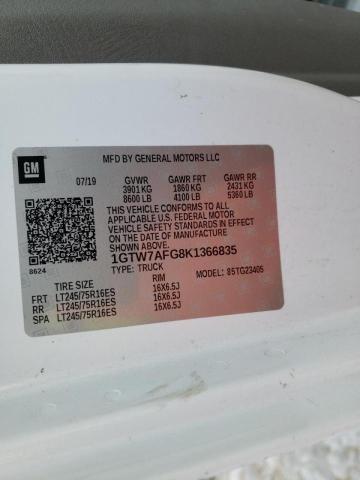 GM
MFD BY GENERAL MOTORS LLC
07/19 GVWR GAWR FRT GAWR RR
3901 KG 1860 KG 2431 KG
8600 LB 4100 LB 5360 LB
THIS VEHICLE CONFORMS TO ALL APPLICABLE
U.S. FEDERAL MOTOR VEHICLE
SAFETY STANDARDS IN EFFECT ON THE DATE OF
MANUFACTURE SHOWN ABOVE.
1GTW7AFG8K1366835
8624
TYPE: TRUCK MODEL: 85TG23405
TIRE SIZE RIM
FRT LT245/75R16ES 16X6.5J
RR LT245/75R16ES 16X6.5J
SPA LT245/75R16ES 16X6.5J